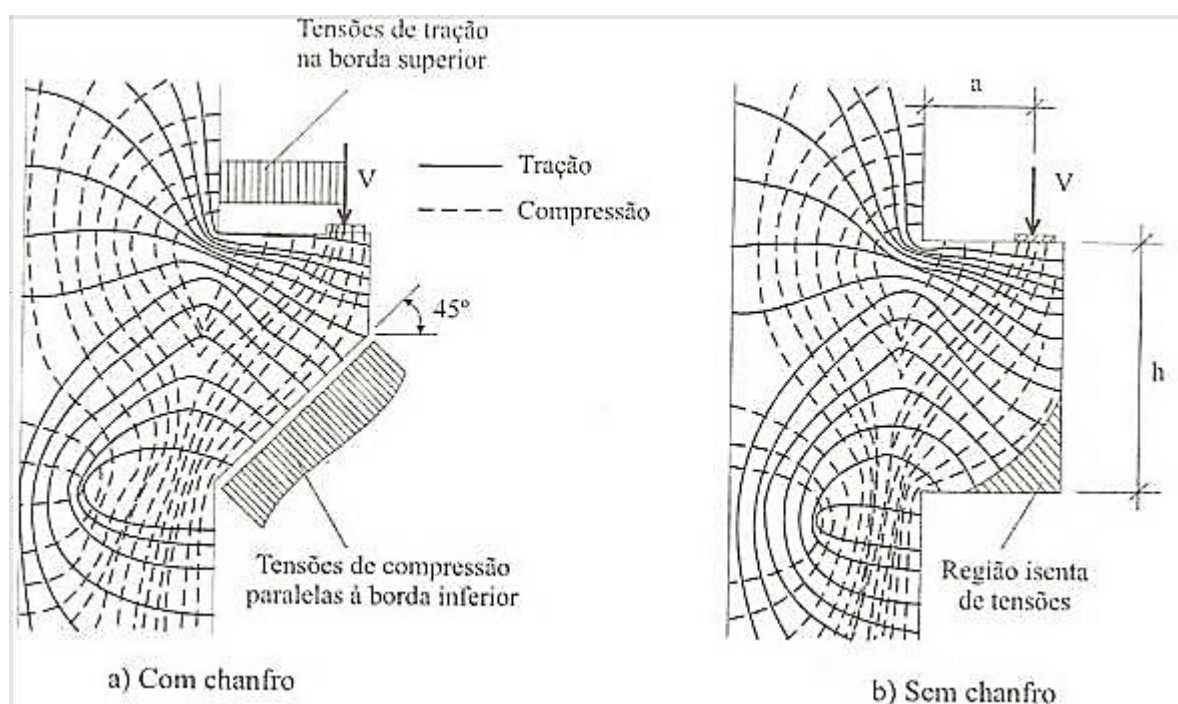 Tensões de tração
na borda superior
V
Tração
Compressão
45º
Tensões de compressão
paralelas à borda inferior
a) Com chanfro
a
V
h
Região isenta
de tensões
b) Sem chanfro